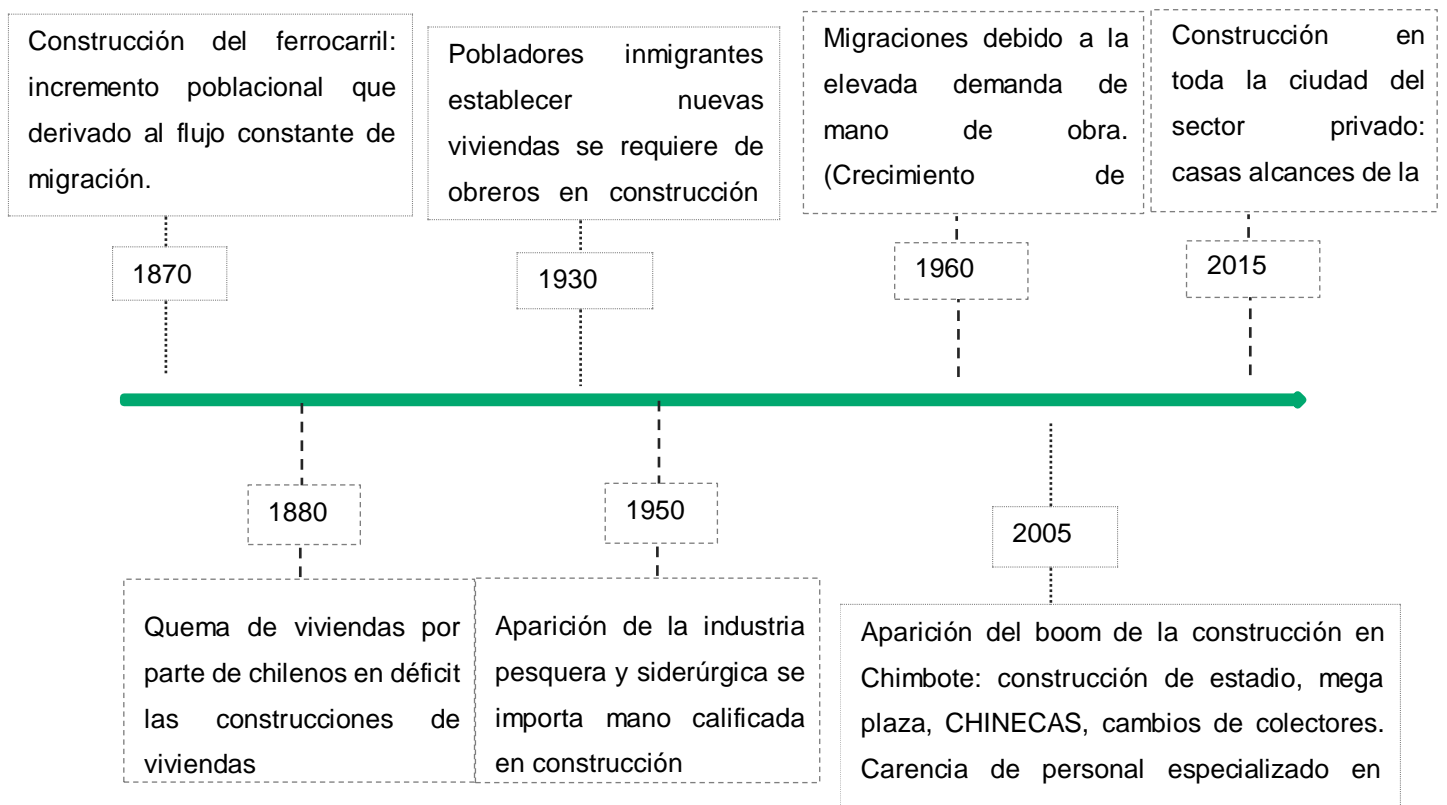 Construcción del ferrocarril:
incremento poblacional que
derivado al flujo constante de
migración.
1870
Pobladores inmigrantes
establecer nuevas
viviendas se requiere de
obreros en construcción
1930
Migraciones debido a la
elevada demanda de
mano de obra.
(Crecimiento de
1960
Construcción en
toda la ciudad del
sector privado:
casas alcances de la
2015
1880
Quema de viviendas por
parte de chilenos en déficit
las construcciones de
viviendas
1950
Aparición de la industria
pesquera y siderúrgica se
importa mano calificada
en construcción
2005
Aparición del boom de la construcción en
Chimbote: construcción de estadio, mega
plaza, CHINECAS, cambios de colectores.
Carencia de personal especializado en